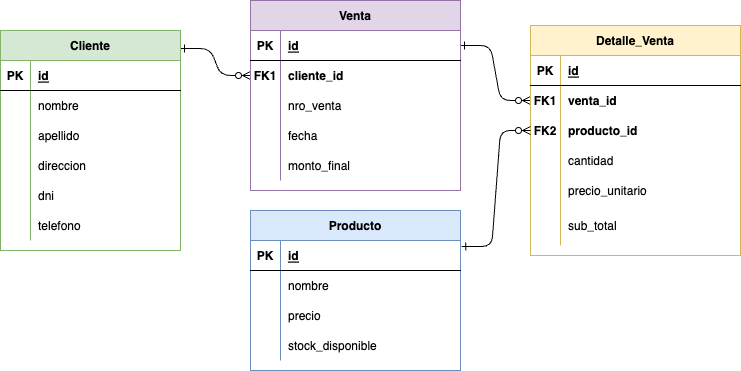 Cliente
PK id
nombre
apellido
direccion
dni
telefono
Venta
PK id
FK1 cliente_id
nro_venta
fecha
monto_final
Producto
PK id
nombre
precio
stock_disponible
Detalle_Venta
PK id
FK1 venta_id
FK2 producto_id
cantidad
precio_unitario
sub_total